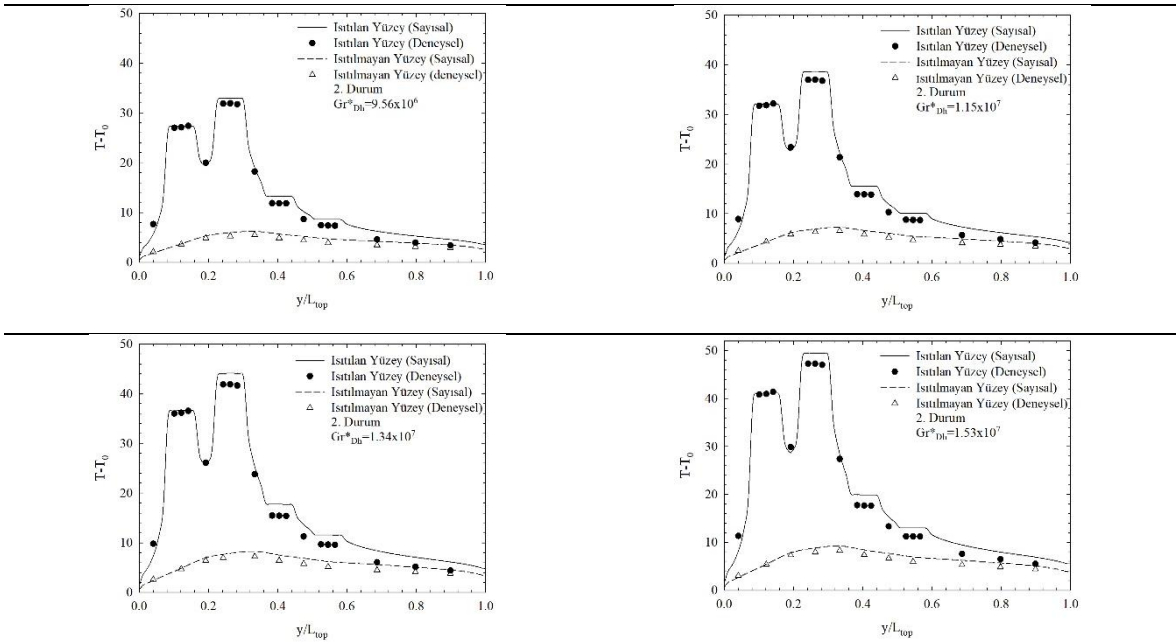 Isıtılan Yüzey (Sayısal)
Isıtılan Yüzey (Deneysel)
Isıtılmayan Yüzey (Sayısal)
Isıtılmayan Yüzey (deneysel)
2. Durum
Gr*Dh=9.56x10^6
T-T0
50
40
30
20
10
0
0.0 0.2 0.4 0.6 0.8 1.0
y/Ltop
Isıtılan Yüzey (Sayısal)
Isıtılan Yüzey (Deneysel)
Isıtılmayan Yüzey (Sayısal)
Isıtılmayan Yüzey (Deneysel)
2. Durum
Gr*Dh=1.15x10^7
T-T0
50
40
30
20
10
0
0.0 0.2 0.4 0.6 0.8 1.0
y/Ltop
Isıtılan Yüzey (Sayısal)
Isıtılan Yüzey (Deneysel)
Isıtılmayan Yüzey (Sayısal)
Isıtılmayan Yüzey (Deneysel)
2. Durum
Gr*Dh=1.34x10^7
T-T0
50
40
30
20
10
0
0.0 0.2 0.4 0.6 0.8 1.0
y/Ltop
Isıtılan Yüzey (Sayısal)
Isıtılan Yüzey (Deneysel)
Isıtılmayan Yüzey (Sayısal)
Isıtılmayan Yüzey (Deneysel)
2. Durum
Gr*Dh=1.53x10^7
T-T0
50
40
30
20
10
0
0.0 0.2 0.4 0.6 0.8 1.0
y/Ltop